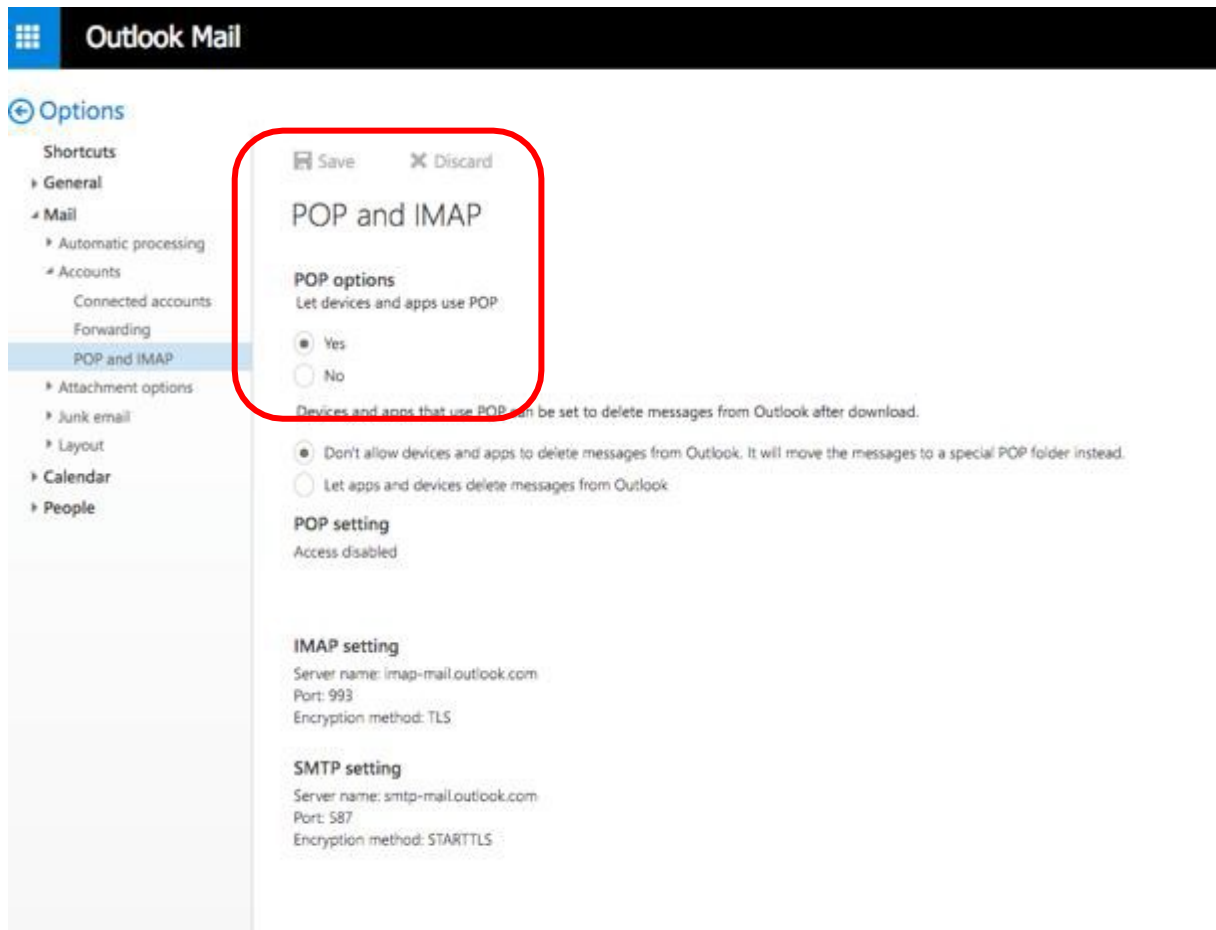 Outlook Mail
Options
Shortcuts
General
Mail
Automatic processing
Accounts
Connected accounts
Forwarding
POP and IMAP
Attachment options
Junk email
Layout
Calendar
People
Save Discard
POP and IMAP
POP options
Let devices and apps use POP
Yes
No
Devices and apps that use POP can be set to delete messages from Outlook after download.
Don't allow devices and apps to delete messages from Outlook. It will move the messages to a special POP folder instead.
Let apps and devices delete messages from Outlook
POP setting
Access disabled
IMAP setting
Server name: imap-mail.outlook.com
Port: 993
Encryption method: TLS
SMTP setting
Server name: smtp-mail.outlook.com
Port: 587
Encryption method: STARTTLS